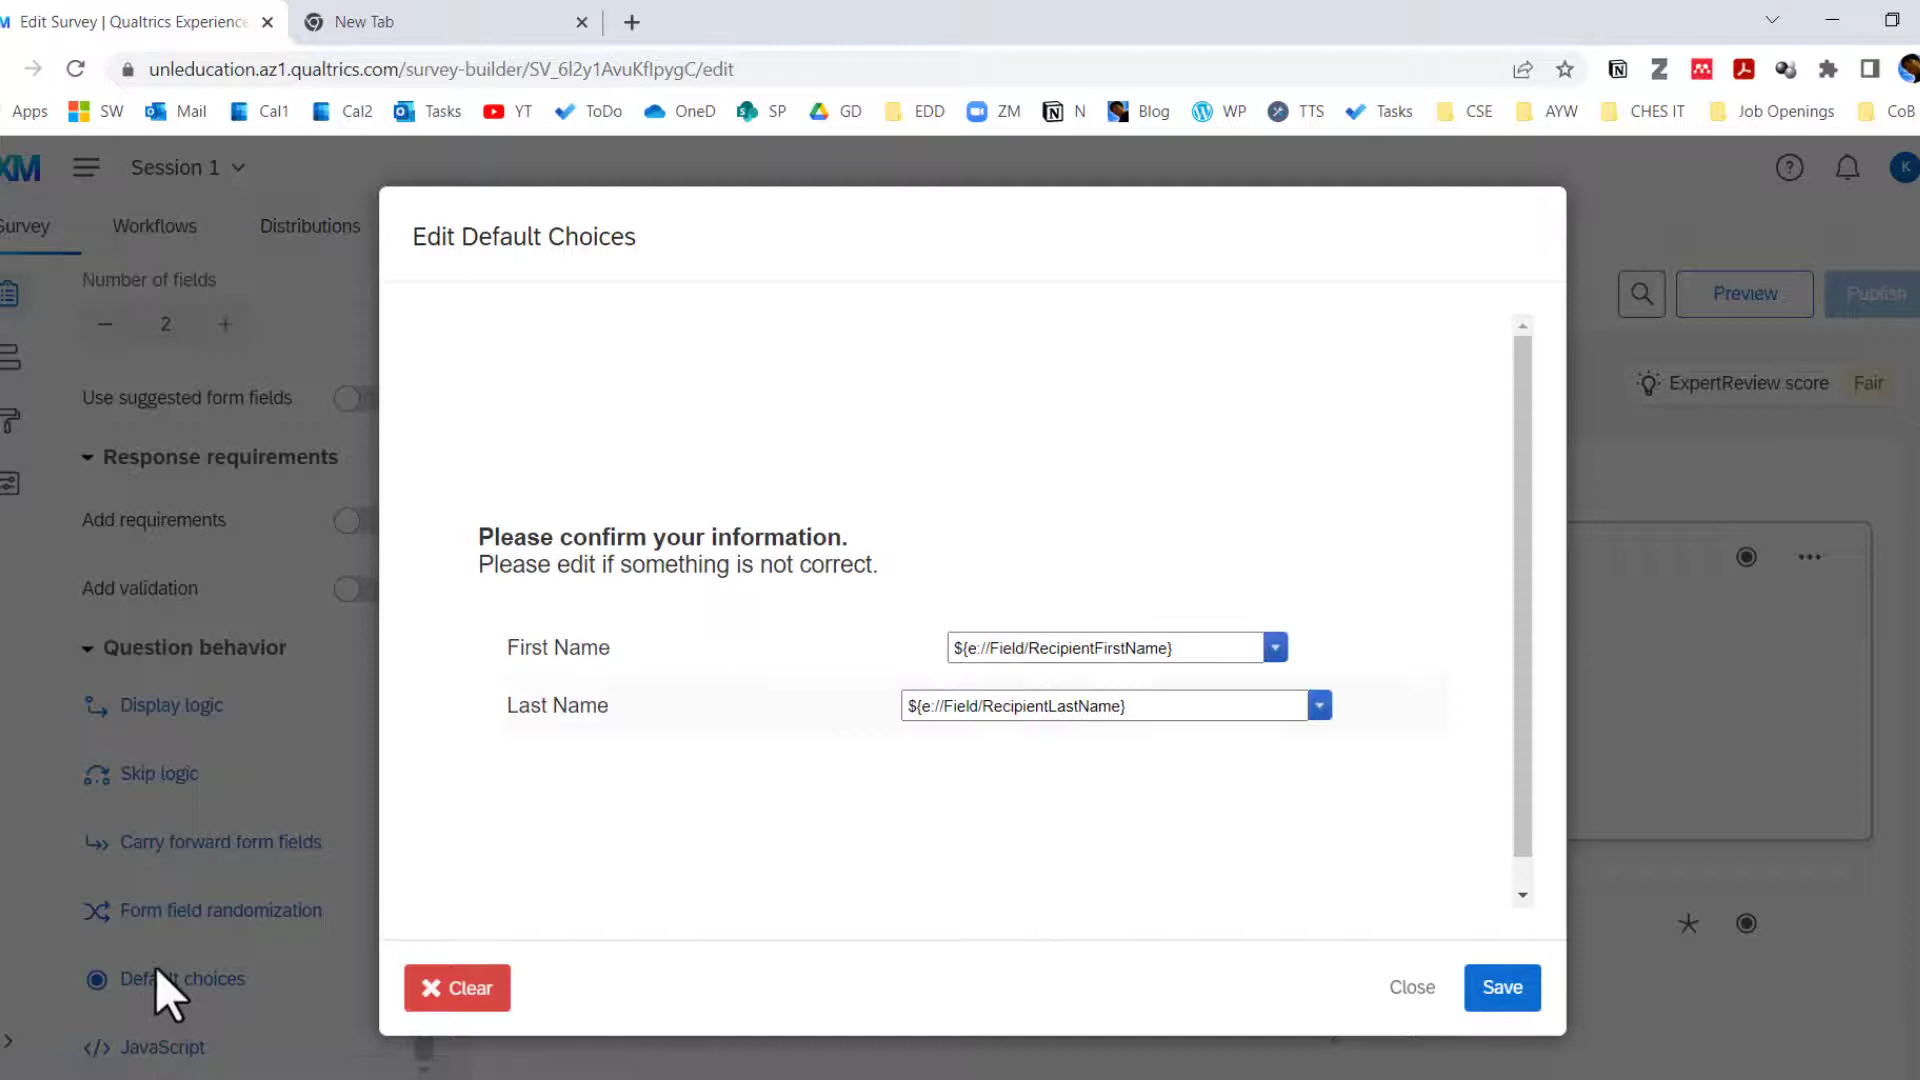 Edit Survey | Qualtrics Experience
New Tab
unleducation.az1.qualtrics.com/survey-builder/SV_6l2y1AvuKfIpygC/edit
Apps SW Mail Cal1 Cal2 Tasks YT ToDo OneD SP GD EDD ZM N Blog WP TTS Tasks CSE AYW CHES IT Job Openings CoB
XM Session 1
K
Survey Workflows Distributions
Edit Default Choices
Number of fields
2
Preview
Publish
Use suggested form fields
ExpertReview score Fair
Response requirements
Add requirements
Add validation
Question behavior
Display logic
Skip logic
Carry forward form fields
Form field randomization
Default choices
</> JavaScript
Please confirm your information.
Please edit if something is not correct.
First Name ${e://Field/RecipientFirstName}
Last Name ${e://Field/RecipientLastName}
Clear
Close
Save